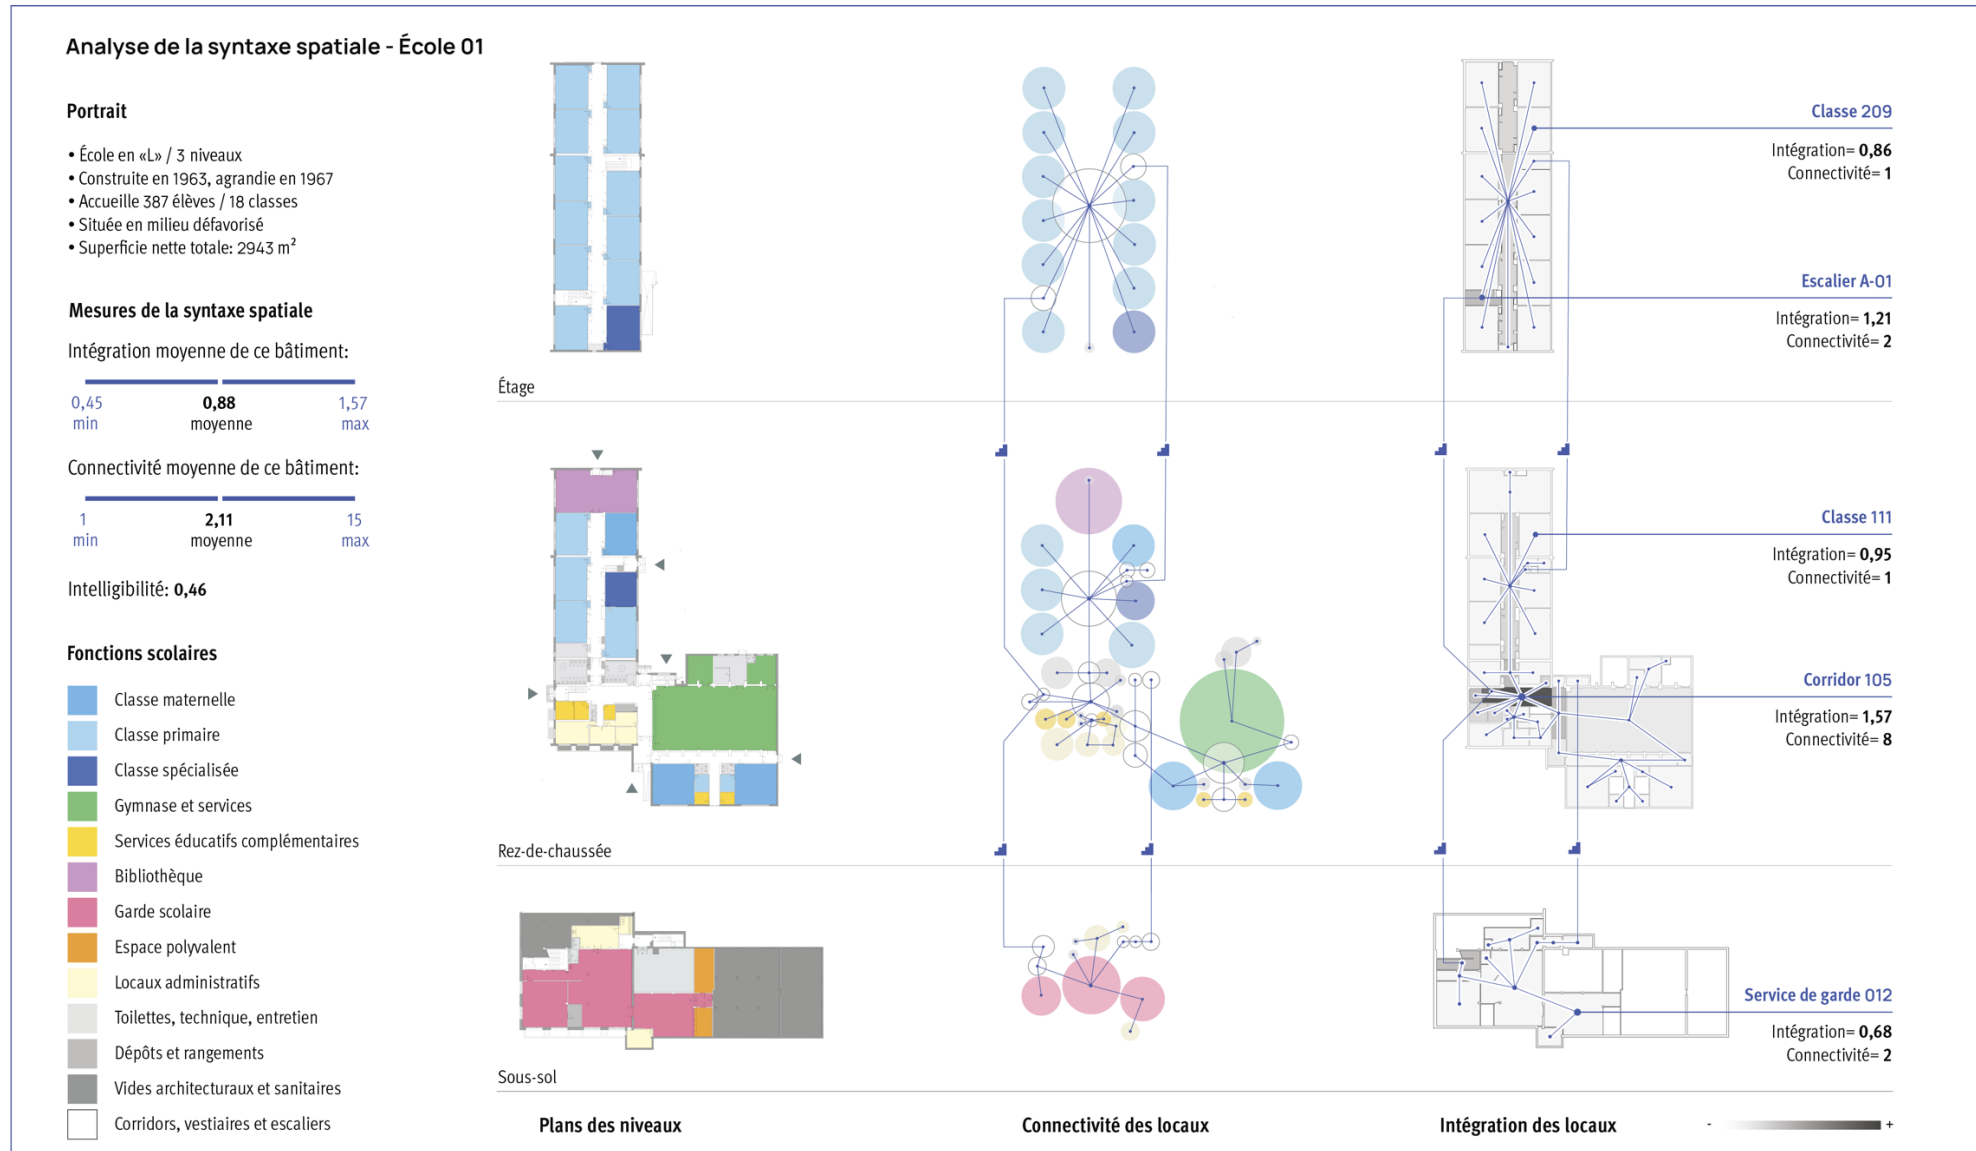 Analyse de la syntaxe spatiale - École 01
Portrait
• École en «L» / 3 niveaux
• Construite en 1963, agrandie en 1967
• Accueille 387 élèves / 18 classes
• Située en milieu défavorisé
• Superficie nette totale: 2943 m²
Mesures de la syntaxe spatiale
Intégration moyenne de ce bâtiment:
0,45 0,88 1,57
min moyenne max
Connectivité moyenne de ce bâtiment:
1 2,11 15
min moyenne max
Intelligibilité: 0,46
Fonctions scolaires
Classe maternelle
Classe primaire
Classe spécialisée
Gymnase et services
Services éducatifs complémentaires
Bibliothèque
Garde scolaire
Espace polyvalent
Locaux administratifs
Toilettes, technique, entretien
Dépôts et rangements
Vides architecturaux et sanitaires
Corridors, vestiaires et escaliers
Étage
Rez-de-chaussée
Sous-sol
Plans des niveaux
Connectivité des locaux
Intégration des locaux
- +
Classe 209
Intégration= 0,86
Connectivité= 1
Escalier A-01
Intégration= 1,21
Connectivité= 2
Classe 111
Intégration= 0,95
Connectivité= 1
Corridor 105
Intégration= 1,57
Connectivité= 8
Service de garde 012
Intégration= 0,68
Connectivité= 2